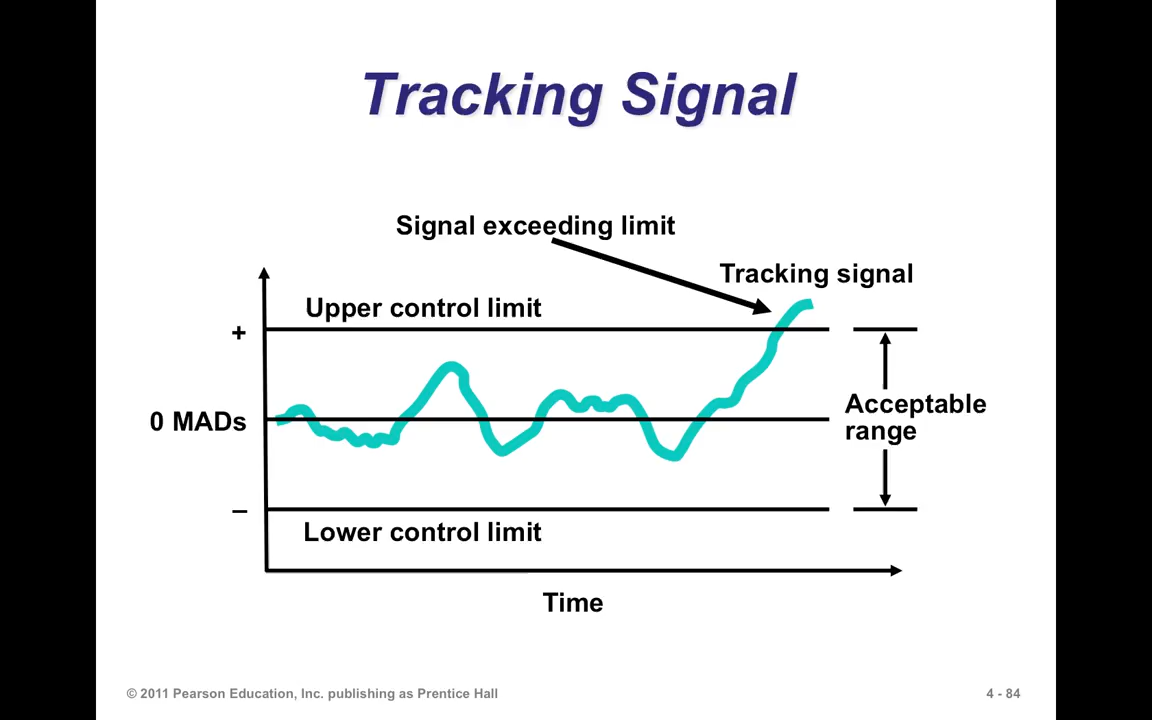 Tracking Signal
Signal exceeding limit
Tracking signal
Upper control limit
+
0 MADs
Acceptable
range
–
Lower control limit
Time
© 2011 Pearson Education, Inc. publishing as Prentice Hall
4 - 84